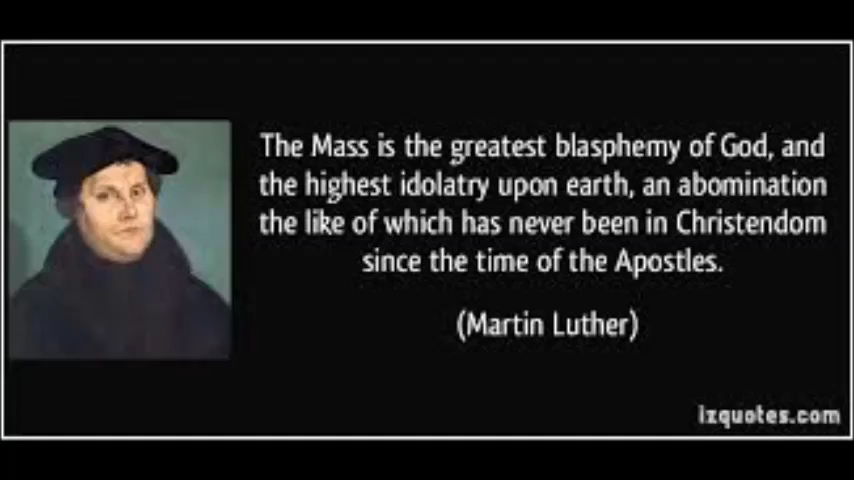 The Mass is the greatest blasphemy of God, and
the highest idolatry upon earth, an abomination
the like of which has never been in Christendom
since the time of the Apostles.
(Martin Luther)
izquotes.com